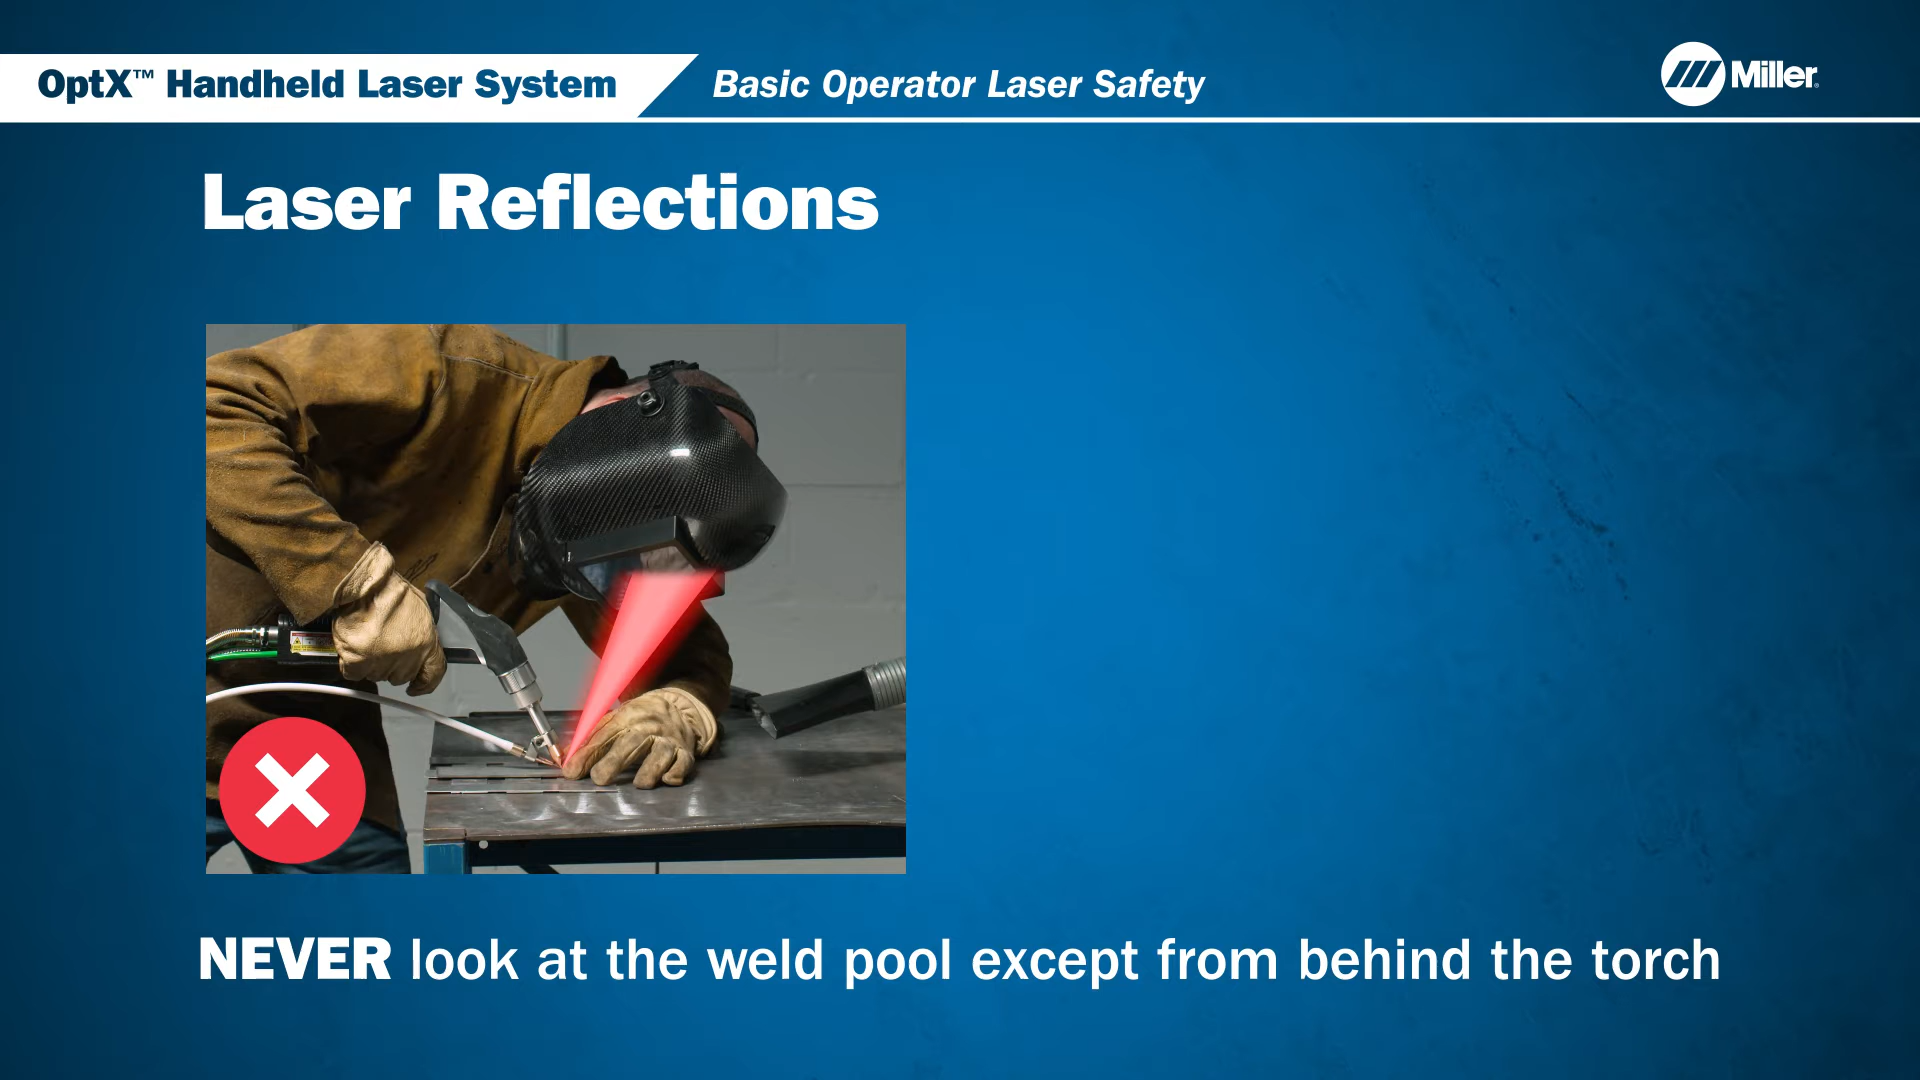 OptX™ Handheld Laser System
Basic Operator Laser Safety
Miller®
Laser Reflections
NEVER look at the weld pool except from behind the torch